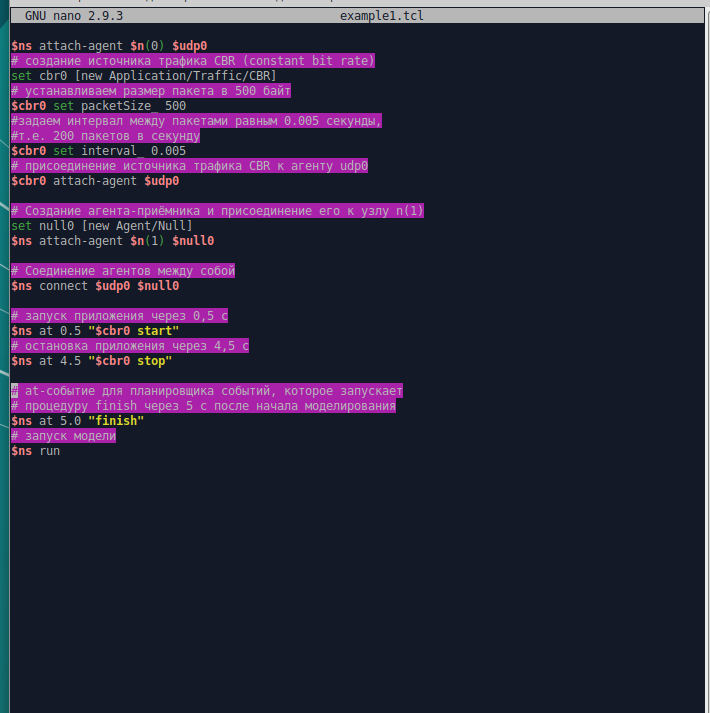 GNU nano 2.9.3 example1.tcl
$ns attach-agent $n(0) $udp0
# создание источника трафика CBR (constant bit rate)
set cbr0 [new Application/Traffic/CBR]
# устанавливаем размер пакета в 500 байт
$cbr0 set packetSize_ 500
#задаем интервал между пакетами равным 0.005 секунды,
#т.е. 200 пакетов в секунду
$cbr0 set interval_ 0.005
# присоединение источника трафика CBR к агенту udp0
$cbr0 attach-agent $udp0
# Создание агента-приёмника и присоединение его к узлу n(1)
set null0 [new Agent/Null]
$ns attach-agent $n(1) $null0
# Соединение агентов между собой
$ns connect $udp0 $null0
# запуск приложения через 0,5 с
$ns at 0.5 "$cbr0 start"
# остановка приложения через 4,5 с
$ns at 4.5 "$cbr0 stop"
# at-событие для планировщика событий, которое запускает
# процедуру finish через 5 с после начала моделирования
$ns at 5.0 "finish"
# запуск модели
$ns run